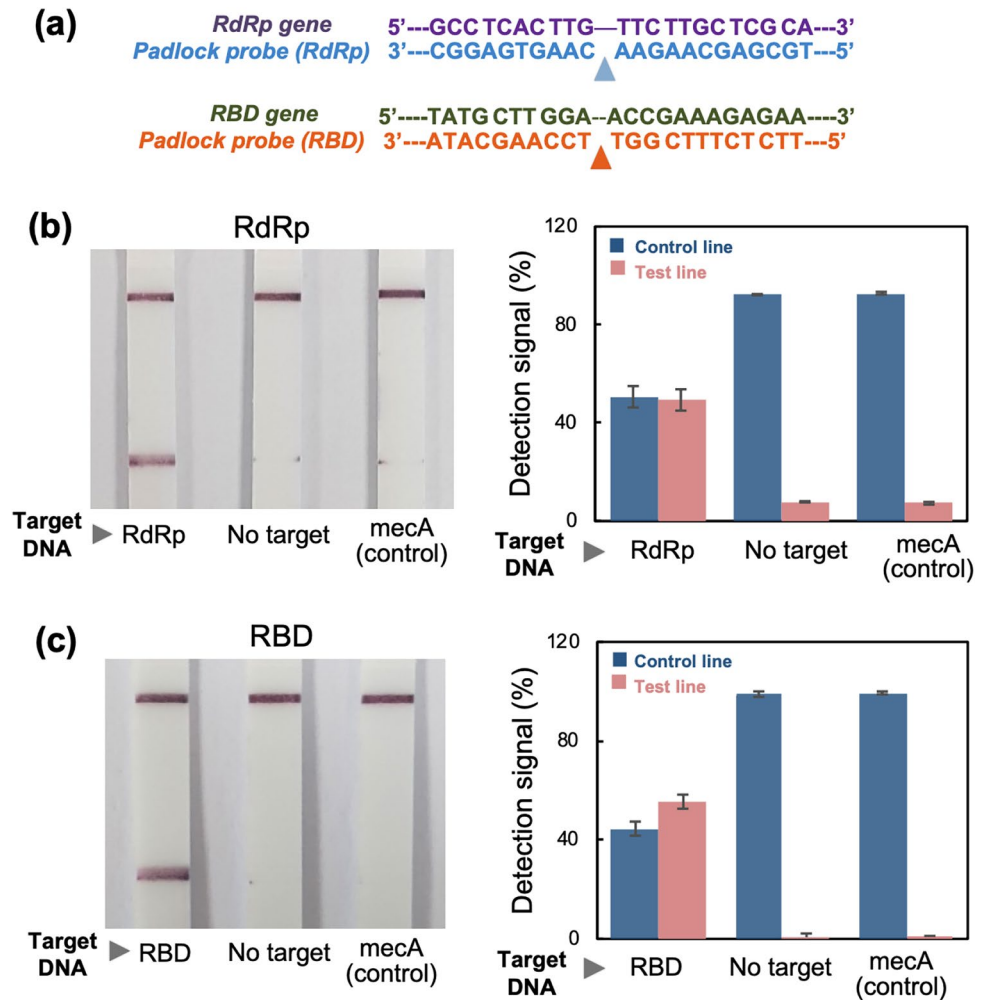 (a)
RdRp gene 5’---GCC TCAC TTG—TTC TTGC TCG CA---3’
Padlock probe (RdRp) 3’---CGGAGTGAAC AAGAACGAGCGT---5’
RBD gene 5’----TATG CTT GGA--ACCGAAAGAGAA----3’
Padlock probe (RBD) 3’---ATACGAACCT TGG CTTTCT CTT---5’
(b)
RdRp
Target DNA RdRp No target mecA (control)
Detection signal (%)
120
80
40
0
Control line
Test line
Target DNA RdRp No target mecA (control)
(c)
RBD
Target DNA RBD No target mecA (control)
Detection signal (%)
120
80
40
0
Control line
Test line
Target DNA RBD No target mecA (control)